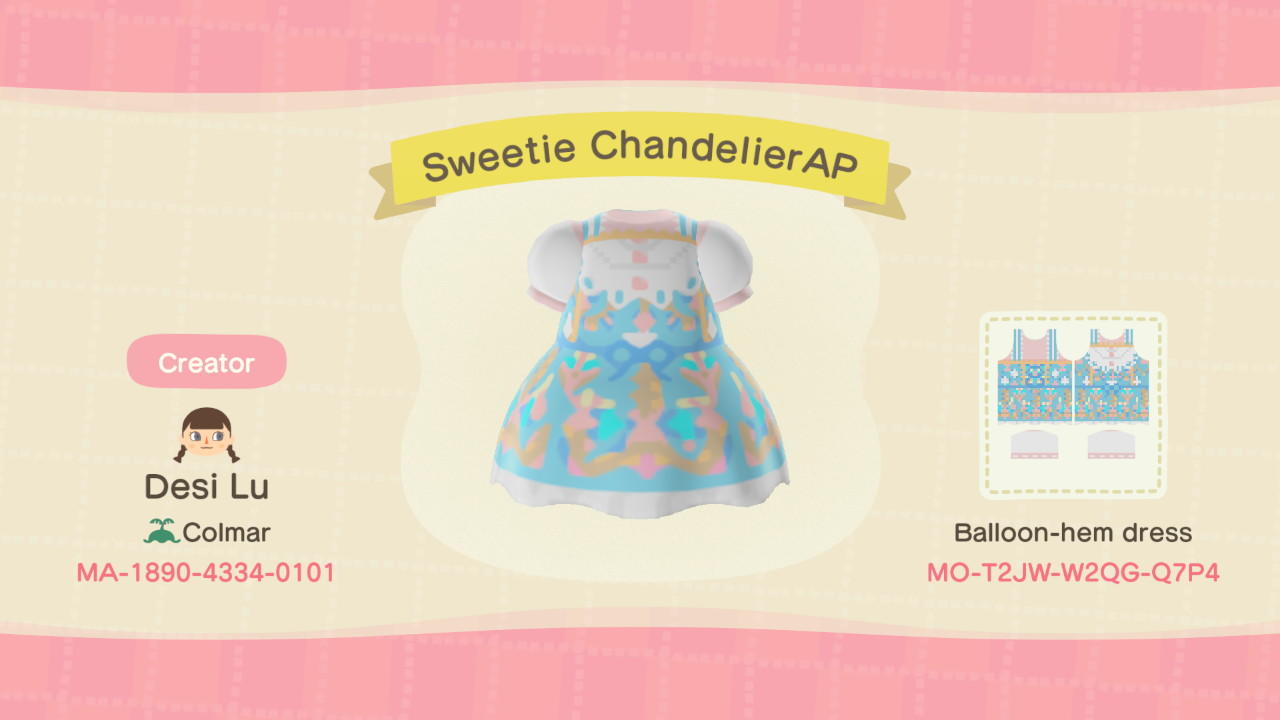 Sweetie ChandelierAP
Creator
Desi Lu
Colmar
MA-1890-4334-0101
Balloon-hem dress
MO-T2JW-W2QG-Q7P4